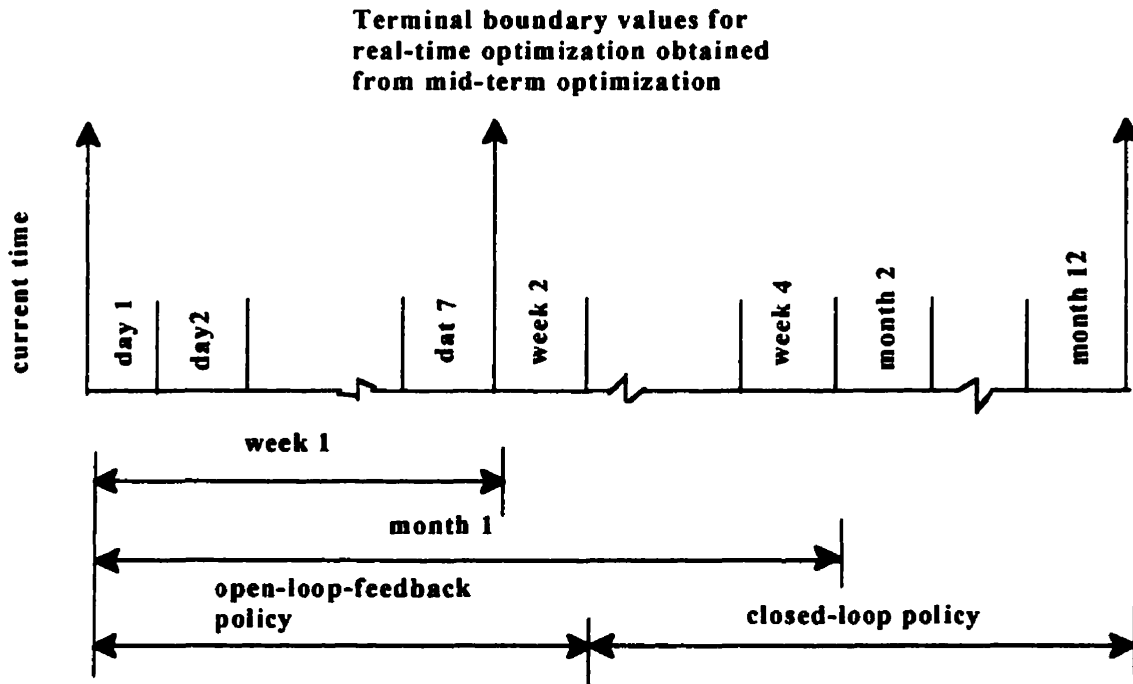 Terminal boundary values for
real-time optimization obtained
from mid-term optimization
current time
day 1
day2
dat 7
week 2
week 4
month 2
month 12
week 1
month 1
open-loop-feedback
policy
closed-loop policy